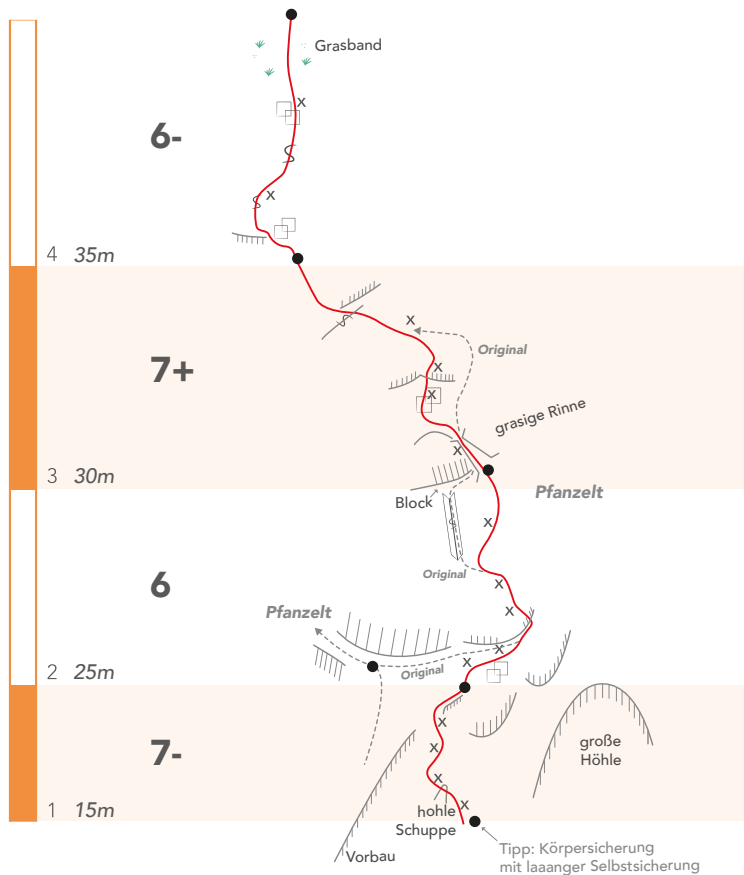 Grasband
6-
4 35m
7+
Original
grasige Rinne
3 30m
Block
Pfanzelt
6
Original
Pfanzelt
2 25m
Original
7-
große
Höhle
1 15m
hohle
Schuppe
Vorbau
Tipp: Körpersicherung
mit laaanger Selbstsicherung